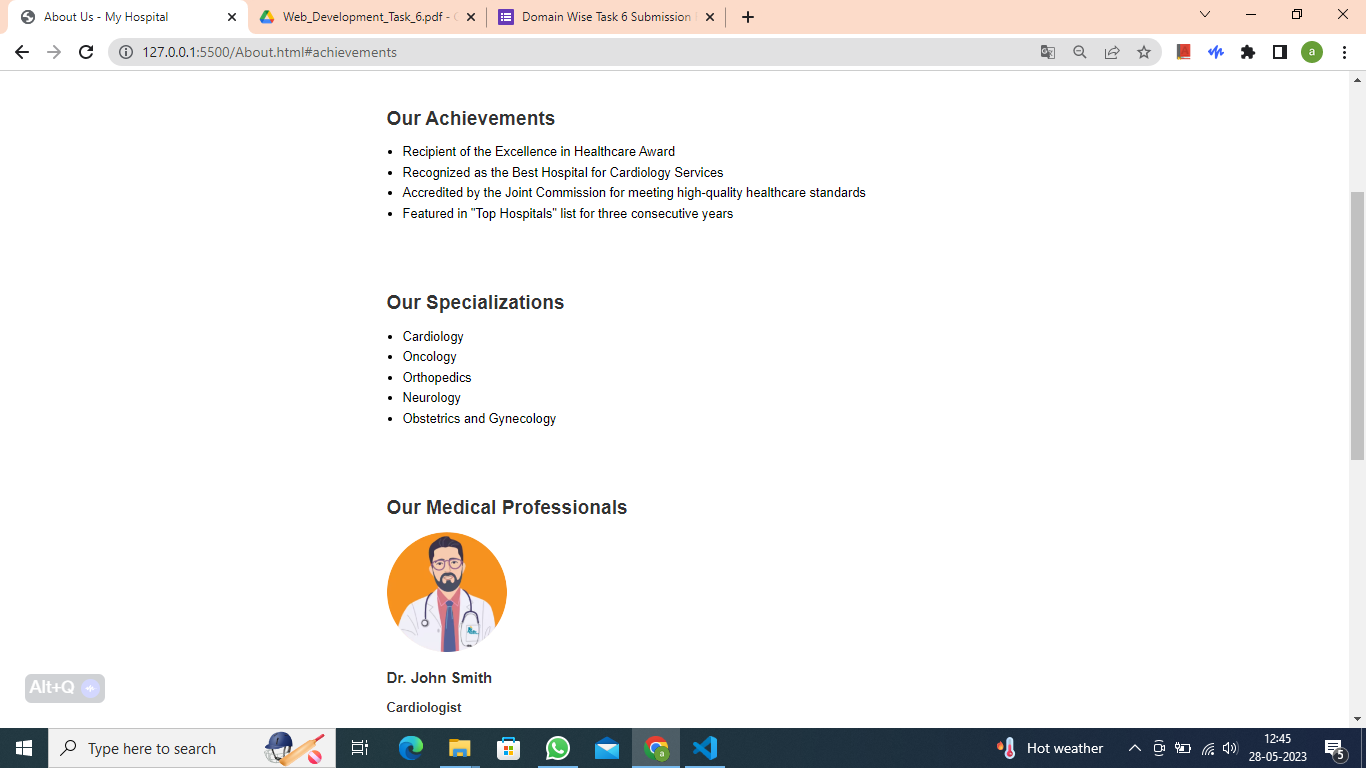 About Us - My Hospital
Web_Development_Task_6.pdf -
Domain Wise Task 6 Submission
127.0.0.1:5500/About.html#achievements
a
Our Achievements
Recipient of the Excellence in Healthcare Award
Recognized as the Best Hospital for Cardiology Services
Accredited by the Joint Commission for meeting high-quality healthcare standards
Featured in "Top Hospitals" list for three consecutive years
Our Specializations
Cardiology
Oncology
Orthopedics
Neurology
Obstetrics and Gynecology
Our Medical Professionals
Dr. John Smith
Cardiologist
Alt+Q
Type here to search
a
Hot weather
12:45
28-05-2023
5